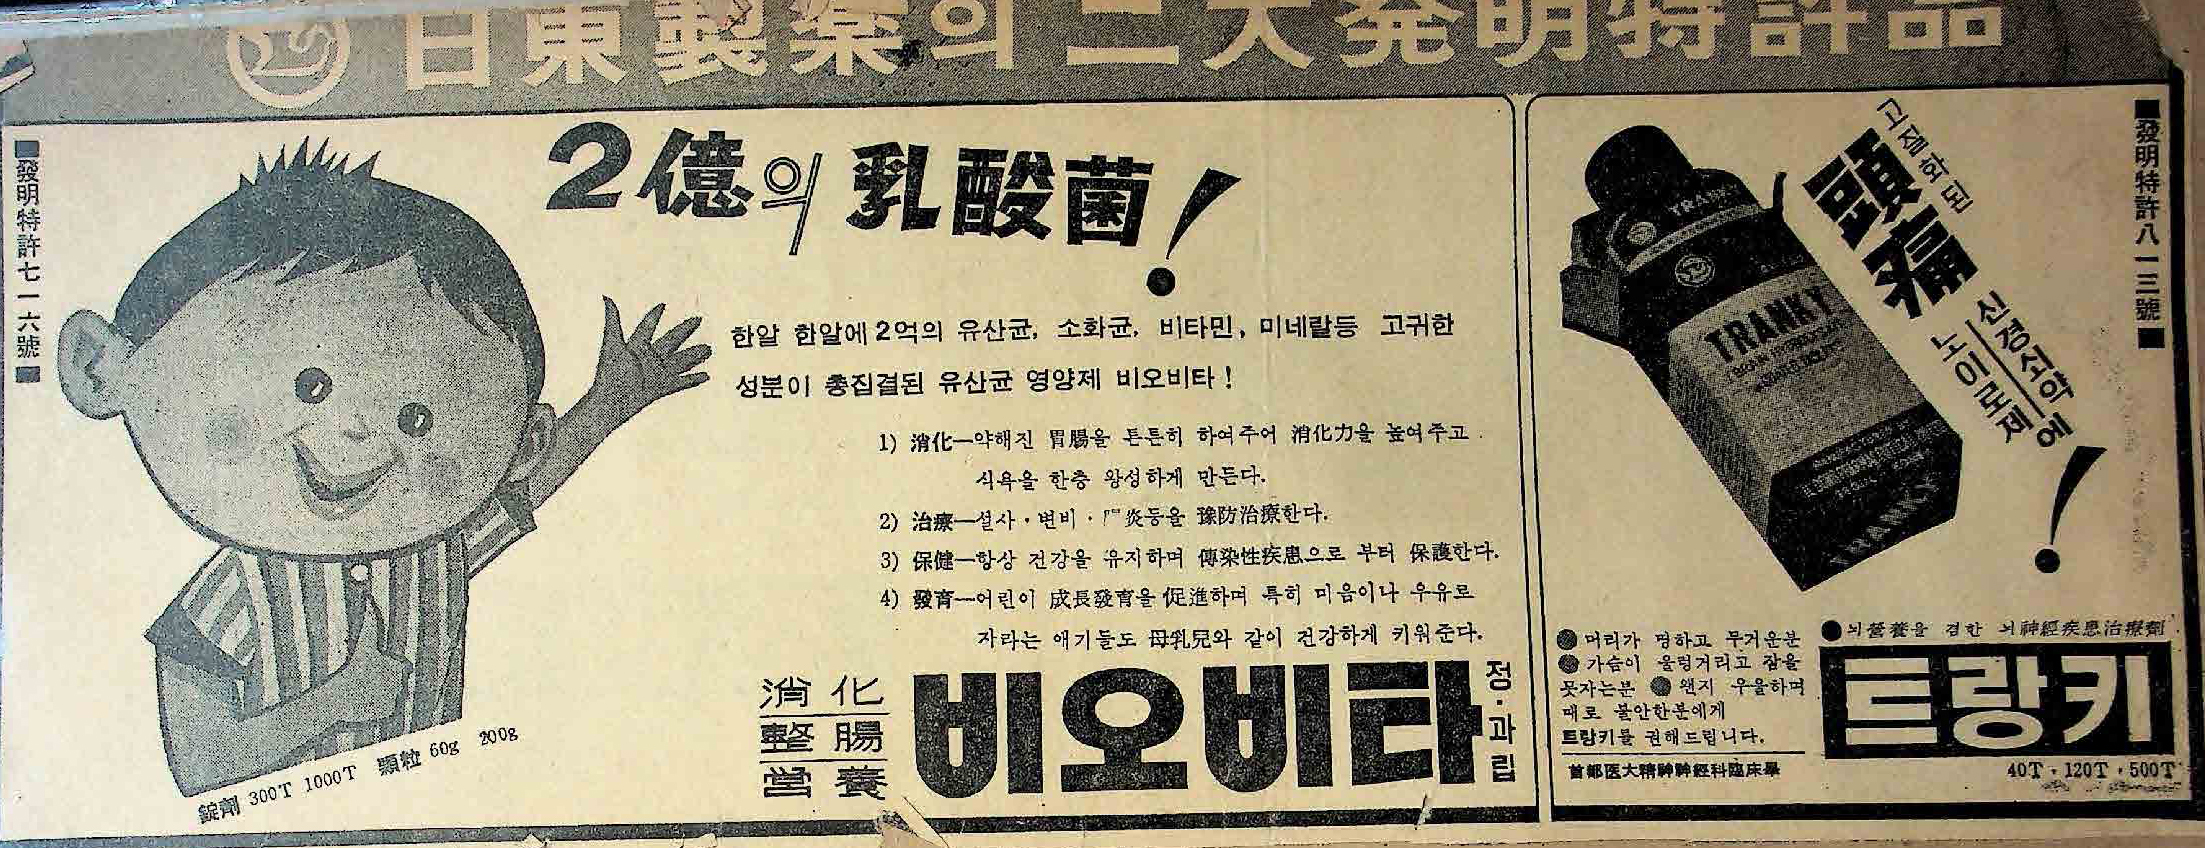 日東製薬의 二大発明特許品
■發明特許七一六號■
2億의 乳酸菌!
한알 한알에 2억의 유산균, 소화균, 비타민, 미네랄등 고귀한
성분이 총집결된 유산균 영양제 비오비타!
1) 消化—약해진 胃腸을 튼튼히 하여주어 消化力을 높여주고
식욕을 한층 왕성하게 만든다.
2) 治療—설사·변비· 炎등을 豫防治療한다.
3) 保健—항상 건강을 유지하며 傳染性疾患으로 부터 保護한다.
4) 發育—어린이 成長發育을 促進하며 특히 미음이나 우유로
자라는 애기들도 母乳兒와 같이 건강하게 키워준다.
消化
整腸
営養
비오비타
정·과립
錠劑 300T 1000T 顆粒 60g 200g
■發明特許八一三號■
고질화된
頭痛
신경쇠약에
노이로제
!
TRANKY
TRANKY
●머리가 멍하고 무거운분
●가슴이 울렁거리고 잠을
못자는분 ●왠지 우울하며
때로 불안한분에게
트랑키를 권해드립니다.
首都医大精神神經科臨床畢
●뇌營養을 겸한 뇌神經疾患治療劑
트랑키
40T·120T·500T